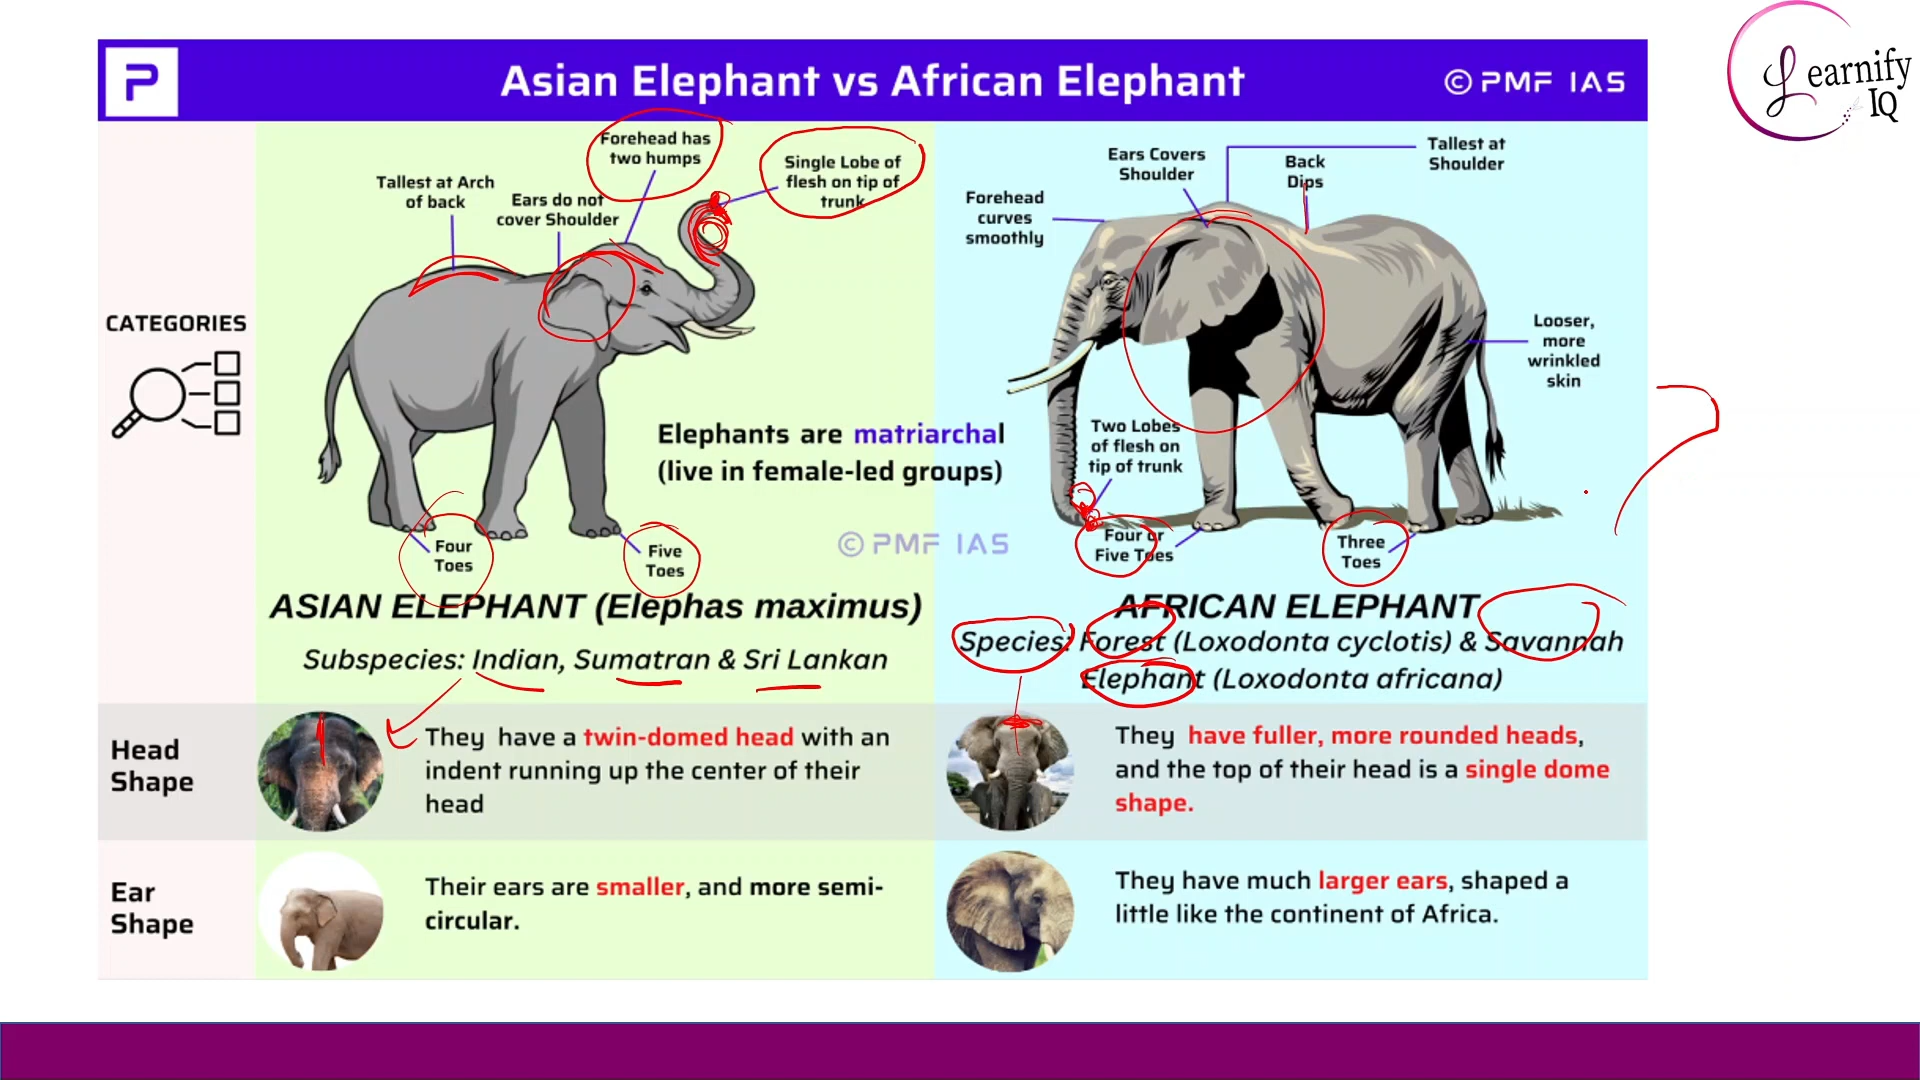 Asian Elephant vs African Elephant
© PMF IAS
Learnify
IQ
Forehead has
two humps
Single Lobe of
flesh on tip of
trunk
Tallest at Arch
of back
Ears do not
cover Shoulder
Ears Covers
Shoulder
Back
Dips
Tallest at
Shoulder
Forehead
curves
smoothly
CATEGORIES
Looser,
more
wrinkled
skin
Elephants are matriarchal
(live in female-led groups)
Two Lobes
of flesh on
tip of trunk
© PMF IAS
Four
Toes
Five
Toes
Four or
Five Toes
Three
Toes
ASIAN ELEPHANT (Elephas maximus)
Subspecies: Indian, Sumatran & Sri Lankan
AFRICAN ELEPHANT
Species: Forest (Loxodonta cyclotis) & Savannah
Elephant (Loxodonta africana)
Head
Shape
They have a twin-domed head with an
indent running up the center of their
head
They have fuller, more rounded heads,
and the top of their head is a single dome
shape.
Ear
Shape
Their ears are smaller, and more semi-
circular.
They have much larger ears, shaped a
little like the continent of Africa.